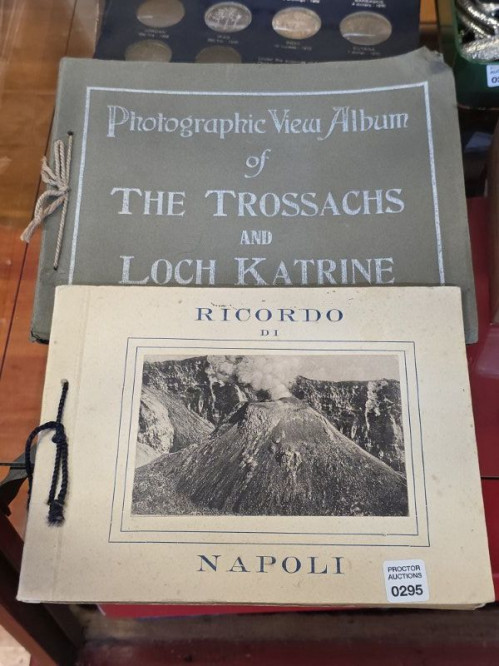 Photographic View Album
of
THE TROSSACHS
AND
LOCH KATRINE
RICORDO
DI
NAPOLI
PROCTOR
AUCTIONS
0295